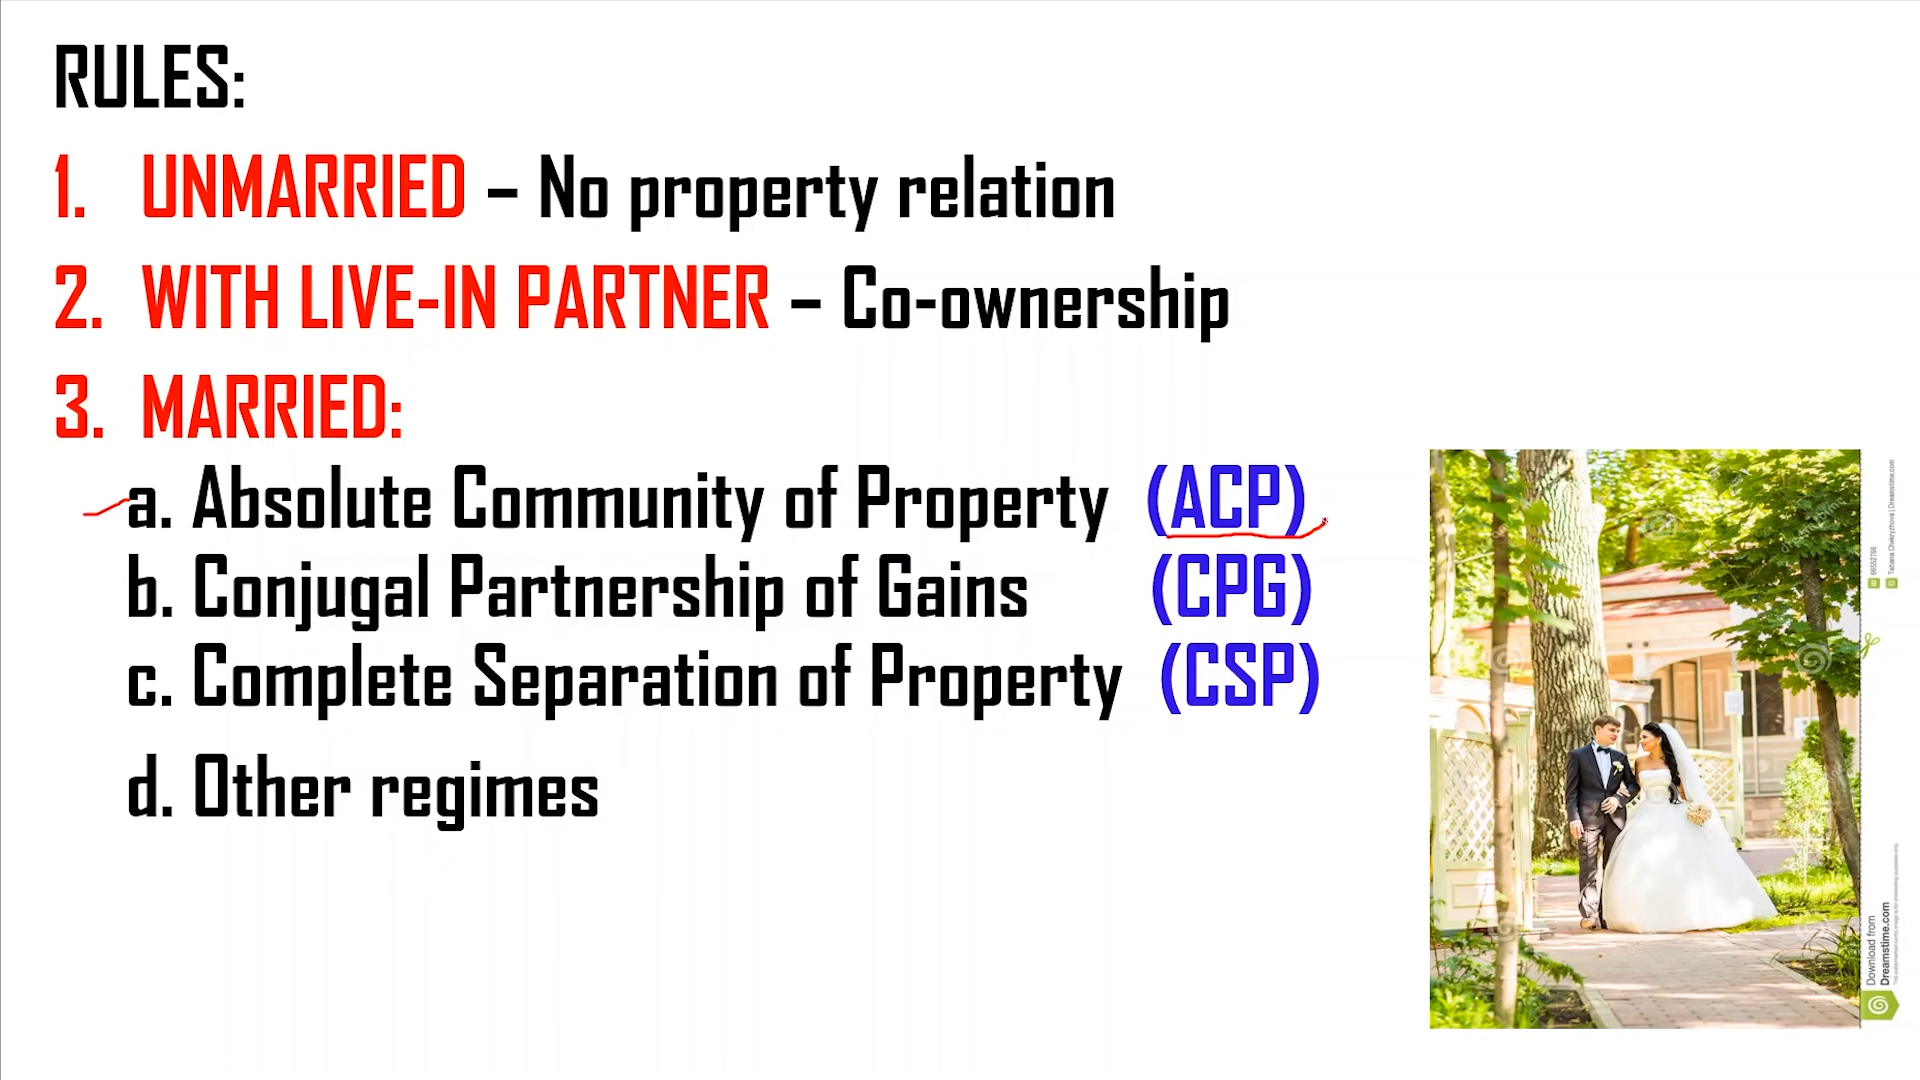 RULES:
1. UNMARRIED – No property relation
2. WITH LIVE-IN PARTNER – Co-ownership
3. MARRIED:
a. Absolute Community of Property (ACP)
b. Conjugal Partnership of Gains (CPG)
c. Complete Separation of Property (CSP)
d. Other regimes
Download from
Dreamstime.com